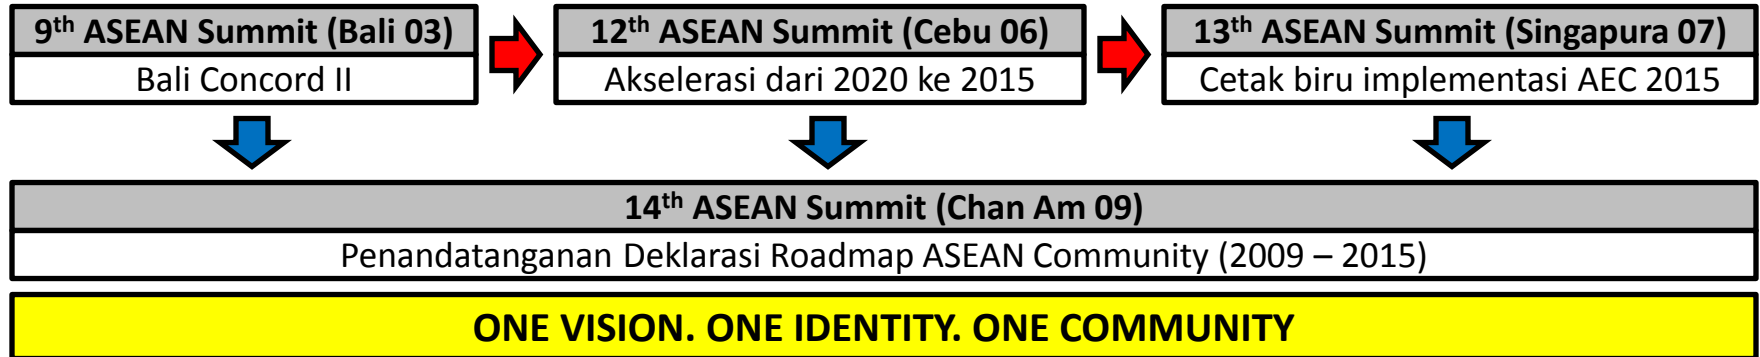 9th ASEAN Summit (Bali 03)
Bali Concord II
12th ASEAN Summit (Cebu 06)
Akselerasi dari 2020 ke 2015
13th ASEAN Summit (Singapura 07)
Cetak biru implementasi AEC 2015
14th ASEAN Summit (Chan Am 09)
Penandatanganan Deklarasi Roadmap ASEAN Community (2009 – 2015)
ONE VISION. ONE IDENTITY. ONE COMMUNITY